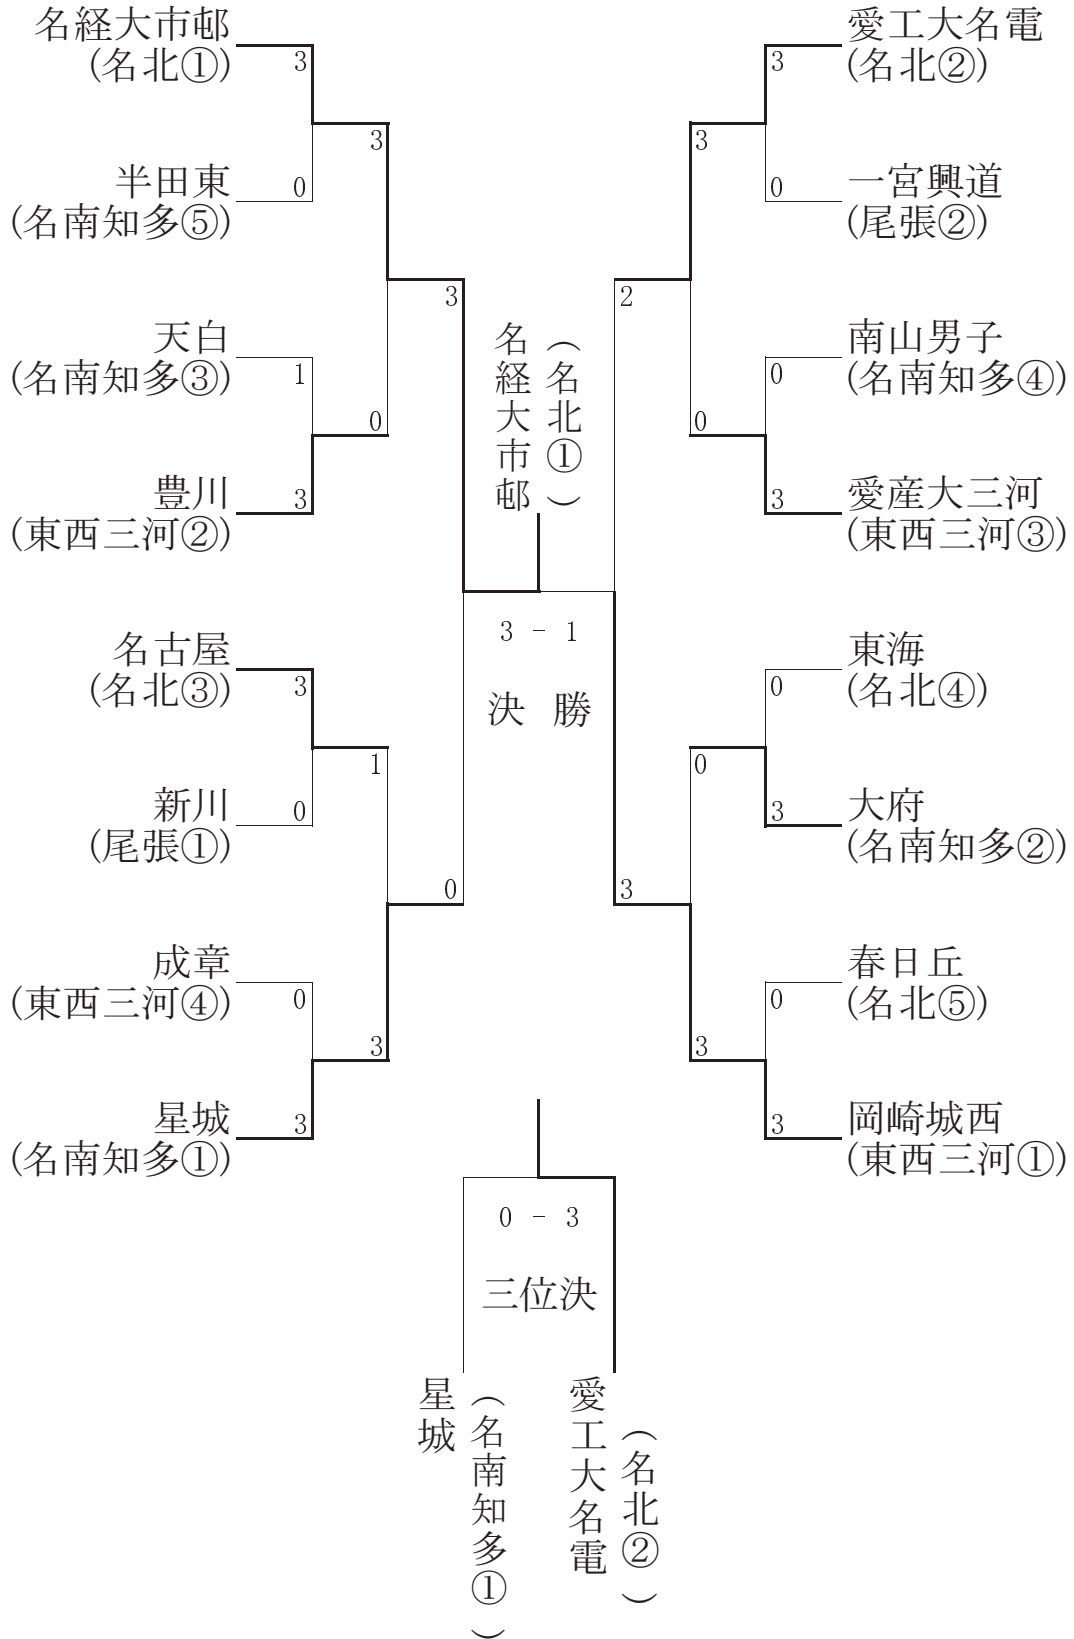 名経大市邨
(名北①)
3
3
半田東
(名南知多⑤)
0
3
天白
(名南知多③)
1
0
豊川
(東西三河②)
3
名古屋
(名北③)
3
1
新川
(尾張①)
0
0
成章
(東西三河④)
0
3
星城
(名南知多①)
3
名経大市邨
(名北①)
3 - 1
決 勝
愛工大名電
(名北②)
3
3
一宮興道
(尾張②)
0
2
南山男子
(名南知多④)
0
0
愛産大三河
(東西三河③)
3
東海
(名北④)
0
0
大府
(名南知多②)
3
3
春日丘
(名北⑤)
0
3
岡崎城西
(東西三河①)
3
0 - 3
三位決
星城
(名南知多①)
愛工大名電
(名北②)